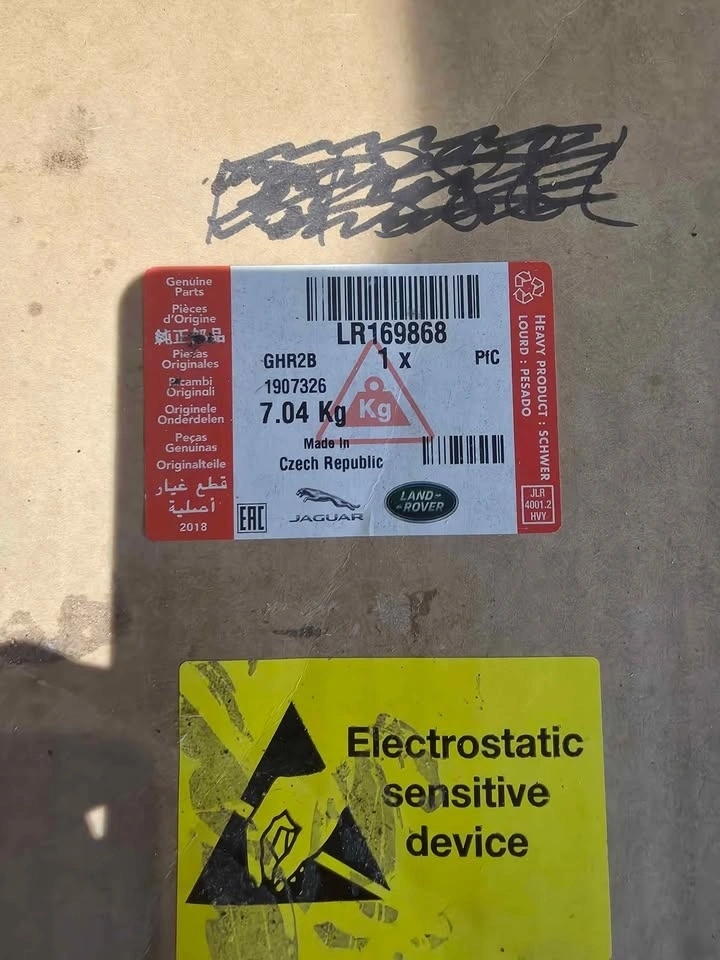 Genuine
Parts
Pièces
d'Origine
純正部品
Piezas
Originales
Ricambi
Originali
Originele
Onderdelen
Peças
Genuinas
Originalteile
قطع غيار
أصلية
2018
LR169868
GHR2B
1 X
PfC
1907326
7.04 Kg
Kg
Made In
Czech Republic
EAC
JAGUAR
LAND-
ROVER
HEAVY PRODUCT : SCHWER
LOURD : PESADO
JLR
4001.2
HVY
Electrostatic
sensitive
device